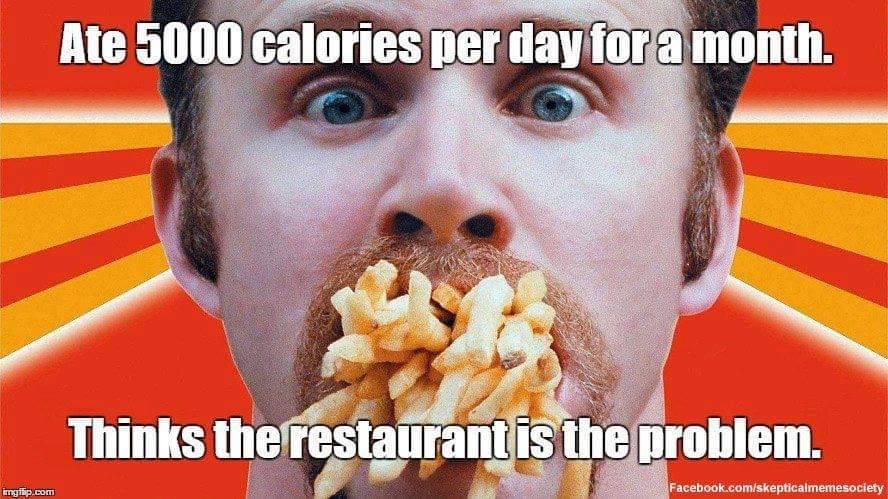 Ate 5000 calories per day for a month.
Thinks the restaurant is the problem.
Facebook.com/skepticalmemesociety
imgflip.com